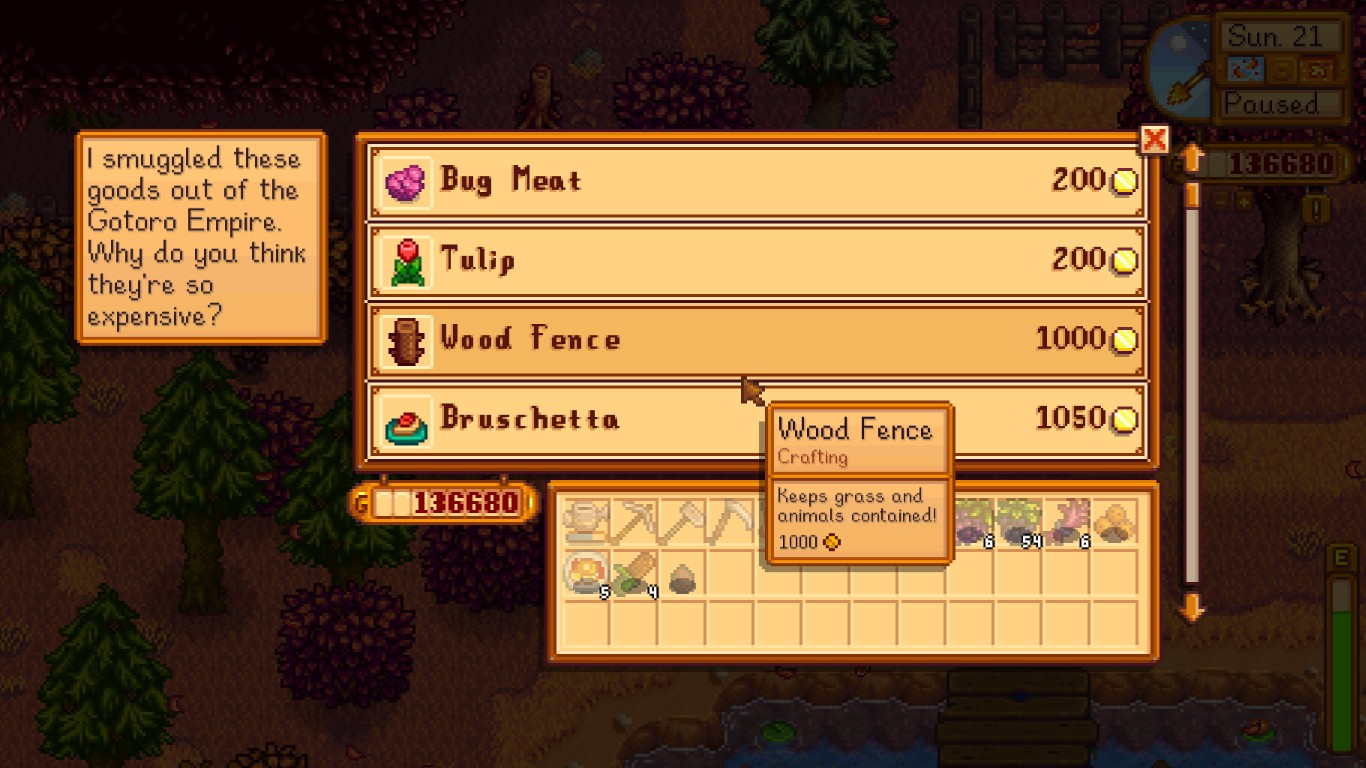 Sun. 21
Paused
136680
I smuggled these
goods out of the
Gotoro Empire.
Why do you think
they're so
expensive?
Bug Meat 200
Tulip 200
Wood Fence 1000
Bruschetta 1050
Wood Fence
Crafting
Keeps grass and
animals contained!
1000
G 136680
6 54 6
5 4
E